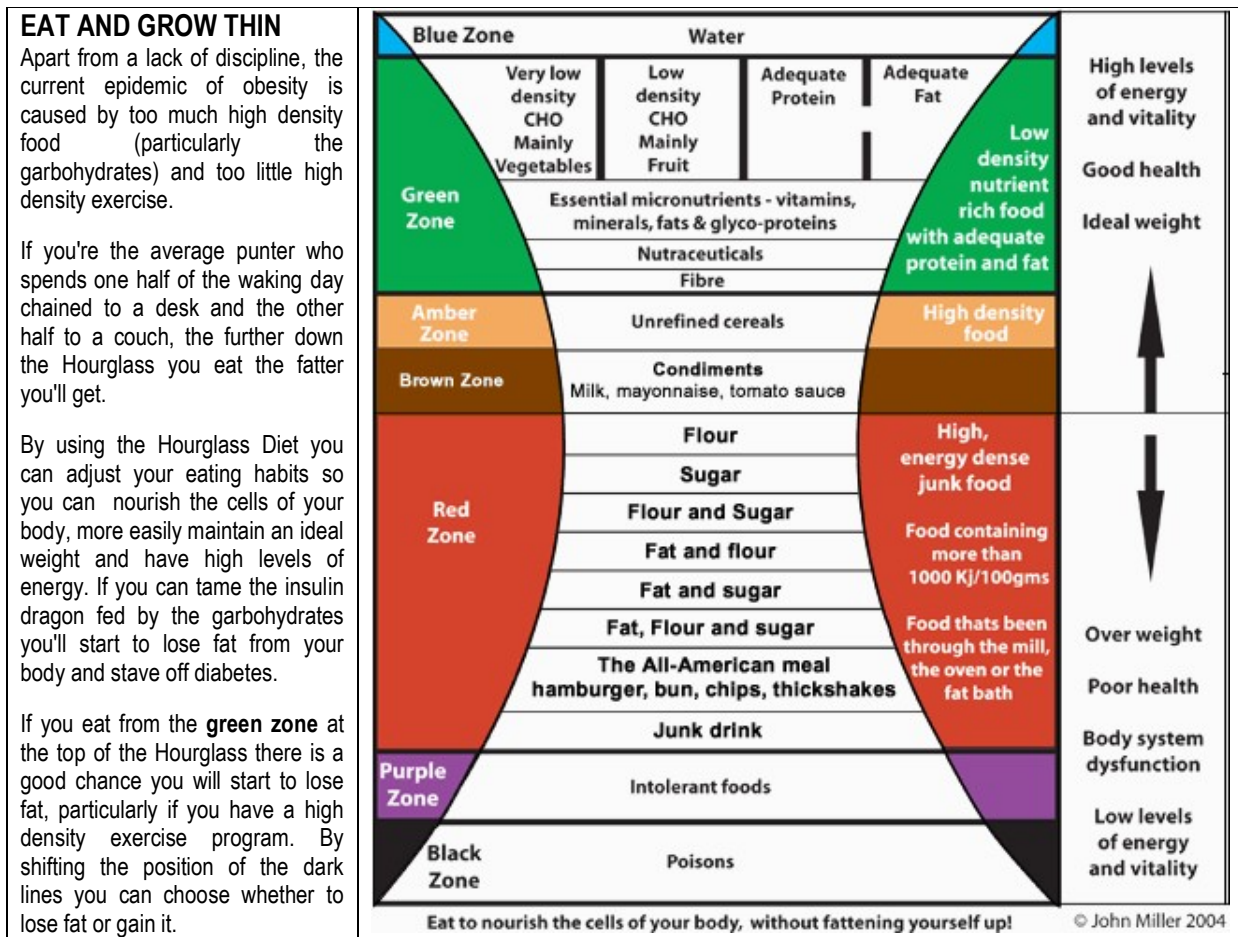 EAT AND GROW THIN
Apart from a lack of discipline, the
current epidemic of obesity is
caused by too much high density
food (particularly the
garbohydrates) and too little high
density exercise.
If you're the average punter who
spends one half of the waking day
chained to a desk and the other
half to a couch, the further down
the Hourglass you eat the fatter
you'll get.
By using the Hourglass Diet you
can adjust your eating habits so
you can nourish the cells of your
body, more easily maintain an ideal
weight and have high levels of
energy. If you can tame the insulin
dragon fed by the garbohydrates
you'll start to lose fat from your
body and stave off diabetes.
If you eat from the green zone at
the top of the Hourglass there is a
good chance you will start to lose
fat, particularly if you have a high
density exercise program. By
shifting the position of the dark
lines you can choose whether to
lose fat or gain it.
Blue Zone
Water
Green
Zone
Very low
density
CHO
Mainly
Vegetables
Low
density
CHO
Mainly
Fruit
Adequate
Protein
Adequate
Fat
Essential micronutrients - vitamins,
minerals, fats & glyco-proteins
Nutraceuticals
Fibre
Low
density
nutrient
rich food
with adequate
protein and fat
Amber
Zone
Unrefined cereals
High density
food
Brown Zone
Condiments
Milk, mayonnaise, tomato sauce
Red
Zone
Flour
Sugar
Flour and Sugar
Fat and flour
Fat and sugar
Fat, Flour and sugar
The All-American meal
hamburger, bun, chips, thickshakes
Junk drink
High,
energy dense
junk food
Food containing
more than
1000 Kj/100gms
Food thats been
through the mill,
the oven or the
fat bath
Purple
Zone
Intolerant foods
Black
Zone
Poisons
High levels
of energy
and vitality
Good health
Ideal weight
Over weight
Poor health
Body system
dysfunction
Low levels
of energy
and vitality
Eat to nourish the cells of your body, without fattening yourself up!
© John Miller 2004